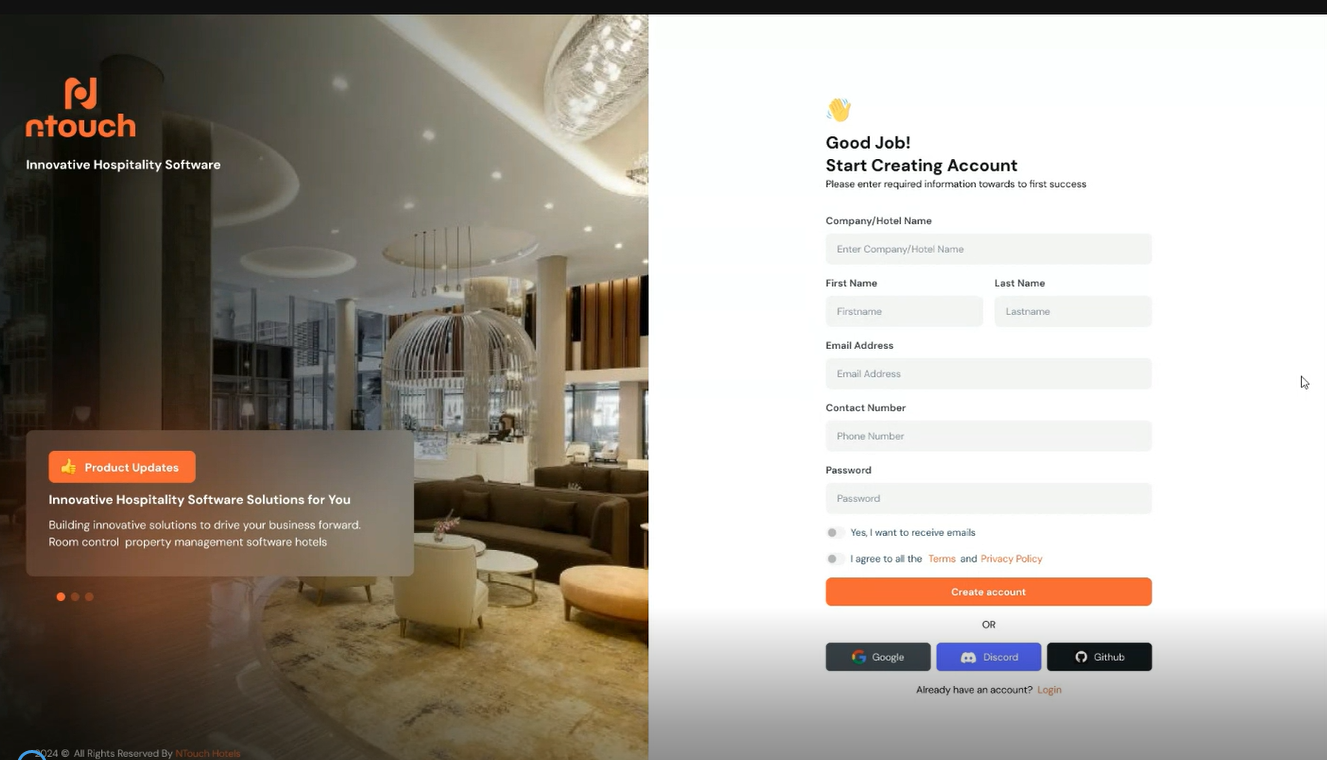 ntouch
Innovative Hospitality Software
Product Updates
Innovative Hospitality Software Solutions for You
Building innovative solutions to drive your business forward.
Room control property management software hotels
2024 © All Rights Reserved By NTouch Hotels
Good Job!
Start Creating Account
Please enter required information towards to first success
Company/Hotel Name
Enter Company/Hotel Name
First Name Last Name
Firstname Lastname
Email Address
Email Address
Contact Number
Phone Number
Password
Password
Yes, I want to receive emails
I agree to all the Terms and Privacy Policy
Create account
OR
Google Discord Github
Already have an account? Login